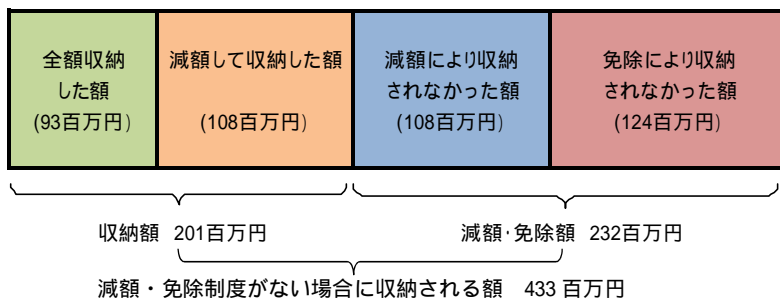 全額収納
した額
(93百万円)
減額して収納した額
(108百万円)
減額により収納
されなかった額
(108百万円)
免除により収納
されなかった額
(124百万円)
収納額 201百万円
減額・免除額 232百万円
減額・免除制度がない場合に収納される額 433 百万円